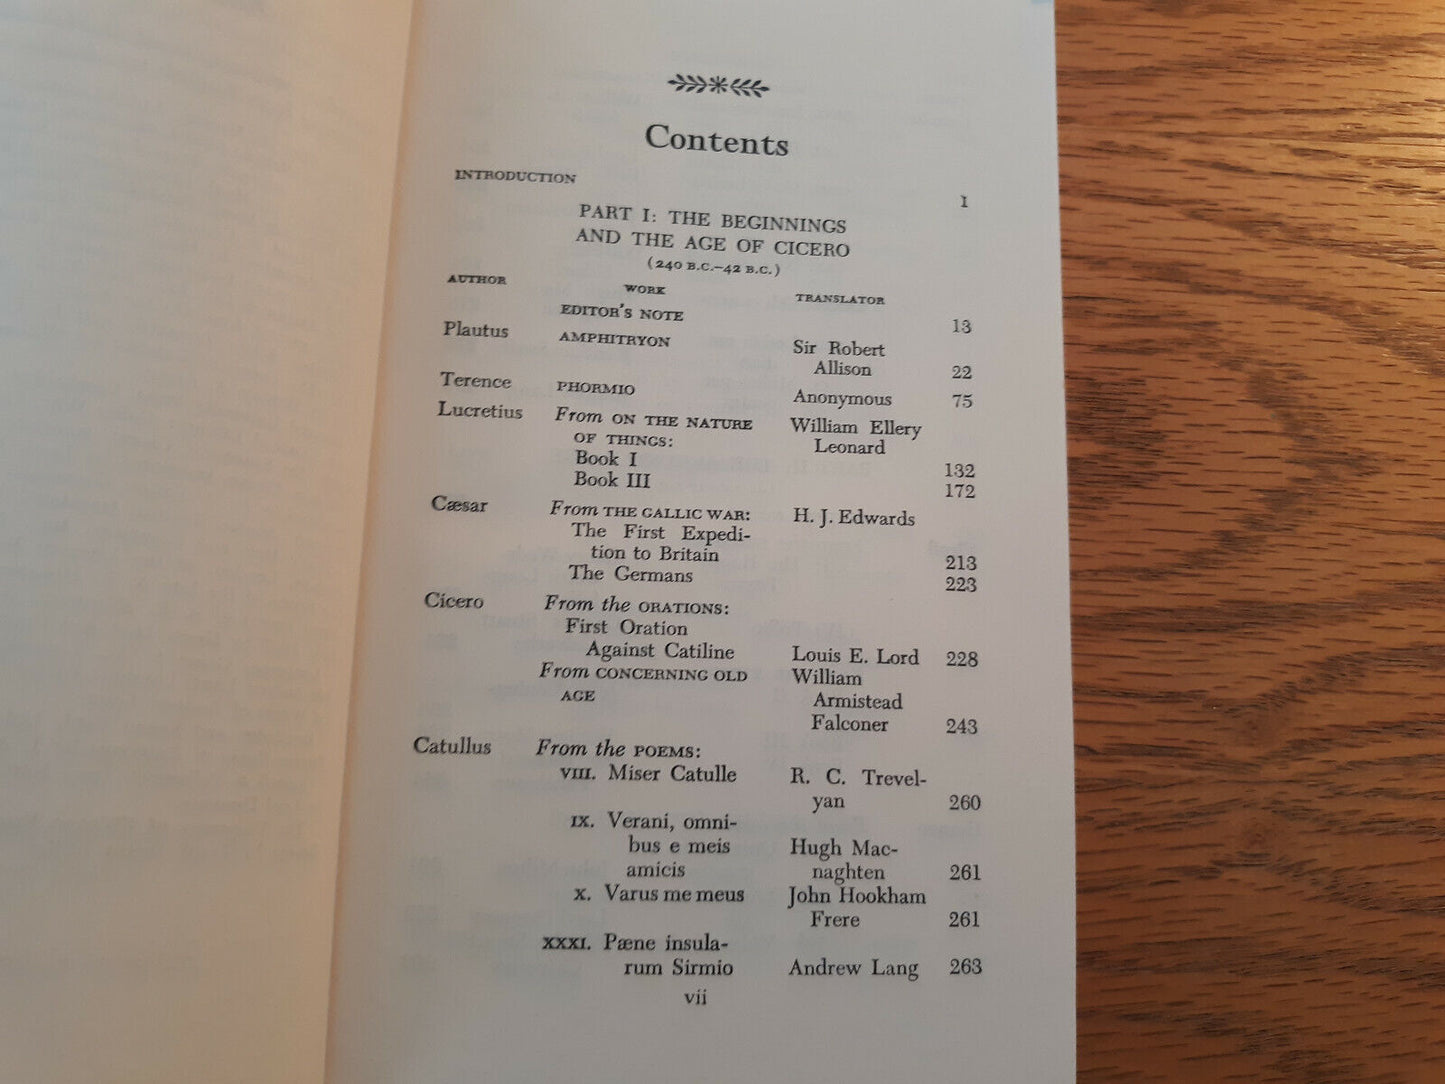 Contents
INTRODUCTION 1
PART I: THE BEGINNINGS
AND THE AGE OF CICERO
(240 B.C.–42 B.C.)
AUTHOR WORK TRANSLATOR
EDITOR'S NOTE 13
Plautus AMPHITRYON Sir Robert
Allison 22
Terence PHORMIO Anonymous 75
Lucretius From ON THE NATURE William Ellery
OF THINGS: Leonard
Book I 132
Book III 172
Cæsar From THE GALLIC WAR: H. J. Edwards
The First Expedi-
tion to Britain 213
The Germans 223
Cicero From the ORATIONS:
First Oration
Against Catiline Louis E. Lord 228
From CONCERNING OLD William
AGE Armistead
Falconer 243
Catullus From the POEMS:
VIII. Miser Catulle R. C. Trevel-
yan 260
IX. Verani, omni-
bus e meis Hugh Mac-
amicis naghten 261
X. Varus me meus John Hookham
Frere 261
XXXI. Pæne insula-
rum Sirmio Andrew Lang 263
vii